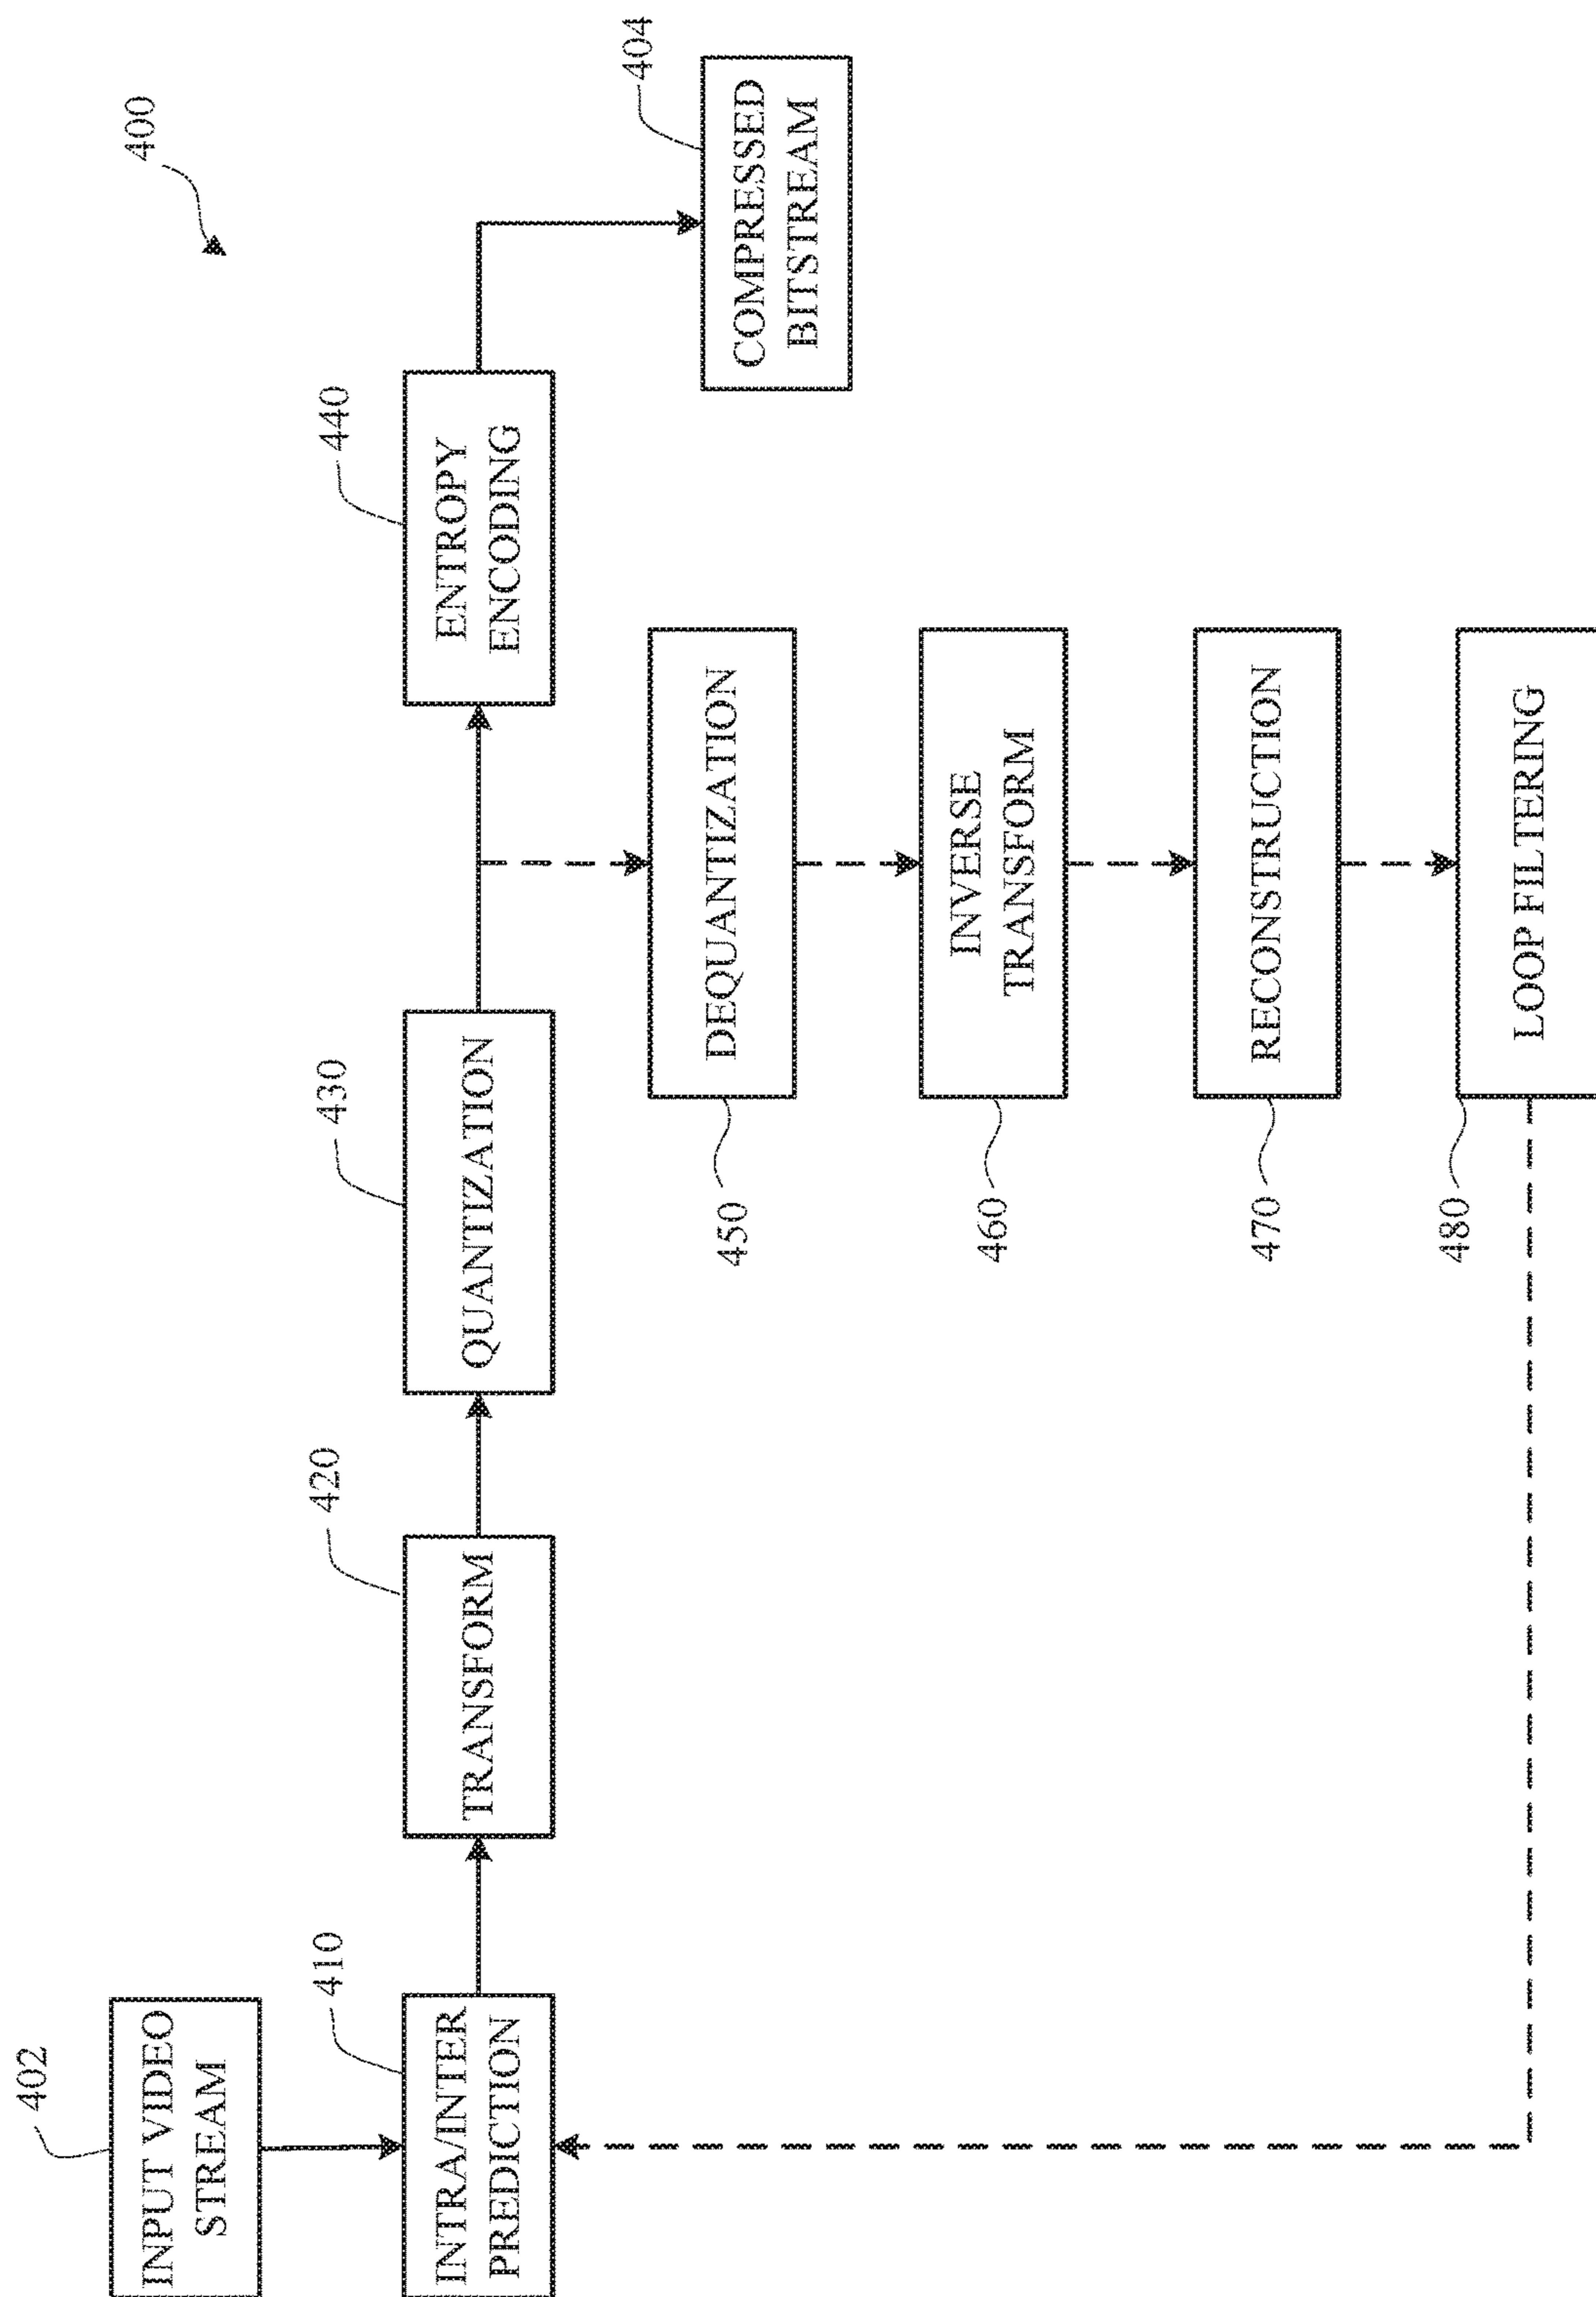 400
402
INPUT VIDEO
STREAM
410
INTRA/INTER
PREDICTION
420
TRANSFORM
430
QUANTIZATION
440
ENTROPY
ENCODING
404
COMPRESSED
BITSTREAM
450
DEQUANTIZATION
460
INVERSE
TRANSFORM
470
RECONSTRUCTION
480
LOOP FILTERING